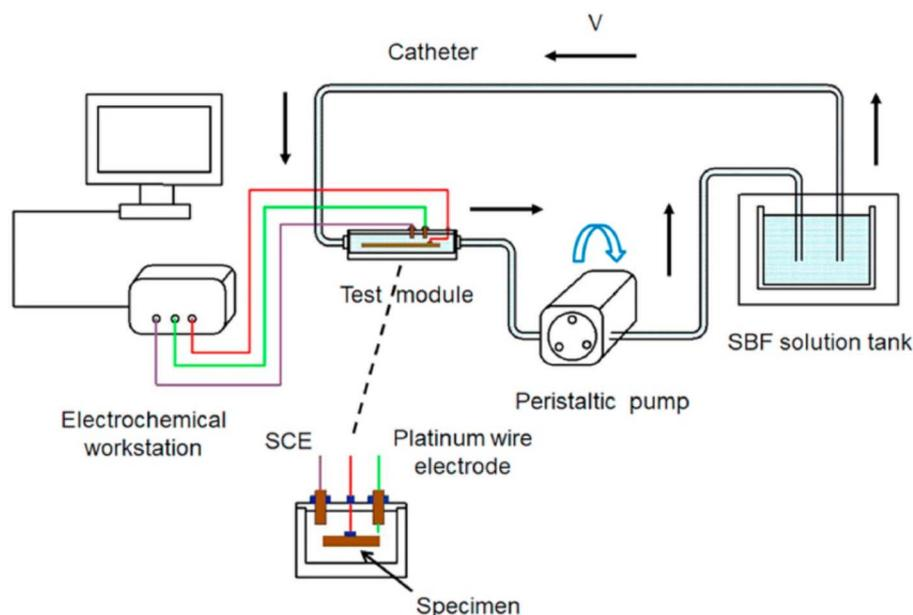 V
Catheter
Test module
SBF solution tank
Peristaltic pump
Electrochemical
workstation
SCE
Platinum wire
electrode
Specimen